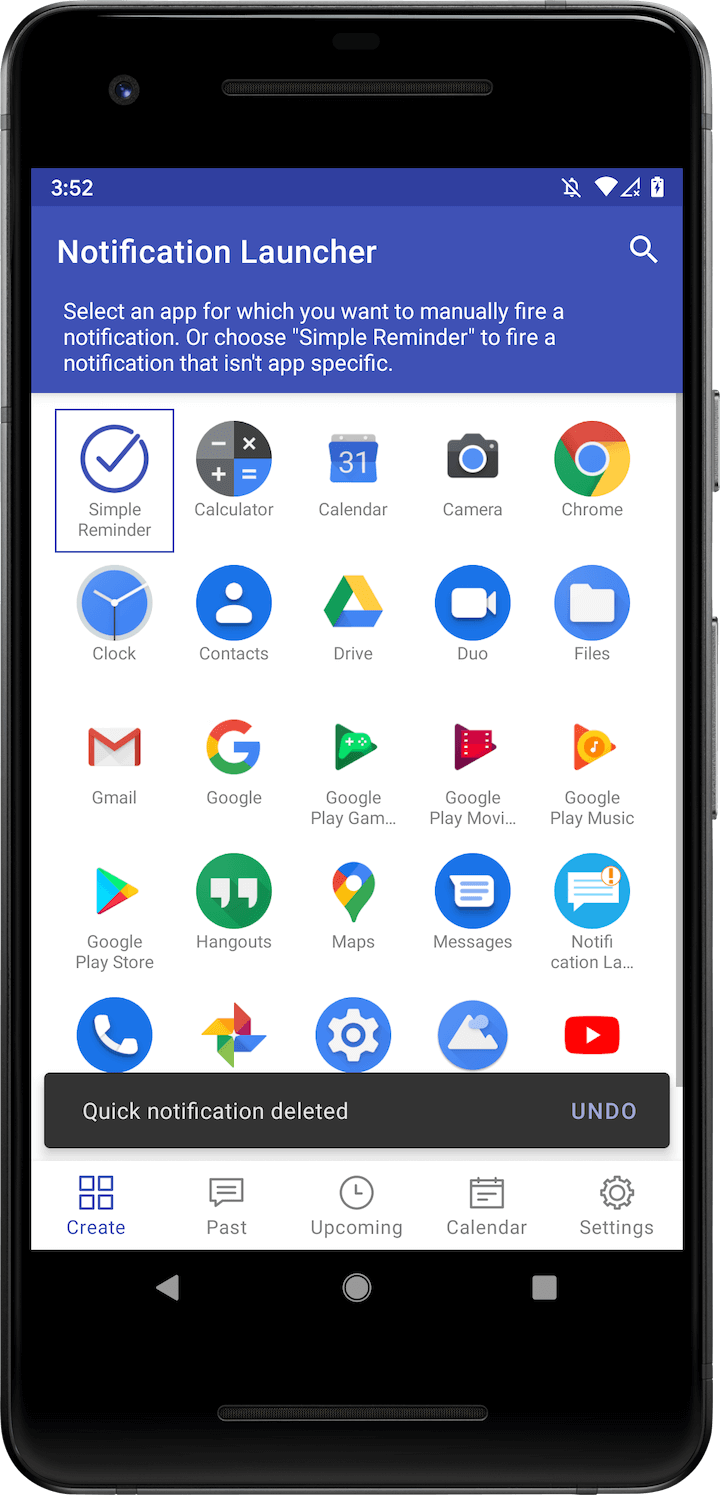 3:52
Notification Launcher
Select an app for which you want to manually fire a
notification. Or choose "Simple Reminder" to fire a
notification that isn't app specific.
31
Simple
Reminder
Calculator
Calendar
Camera
Chrome
Clock
Contacts
Drive
Duo
Files
Gmail
Google
Google
Play Gam...
Google
Play Movi...
Google
Play Music
Google
Play Store
Hangouts
Maps
Messages
Notifi
cation La...
Quick notification deleted
UNDO
Create
Past
Upcoming
Calendar
Settings